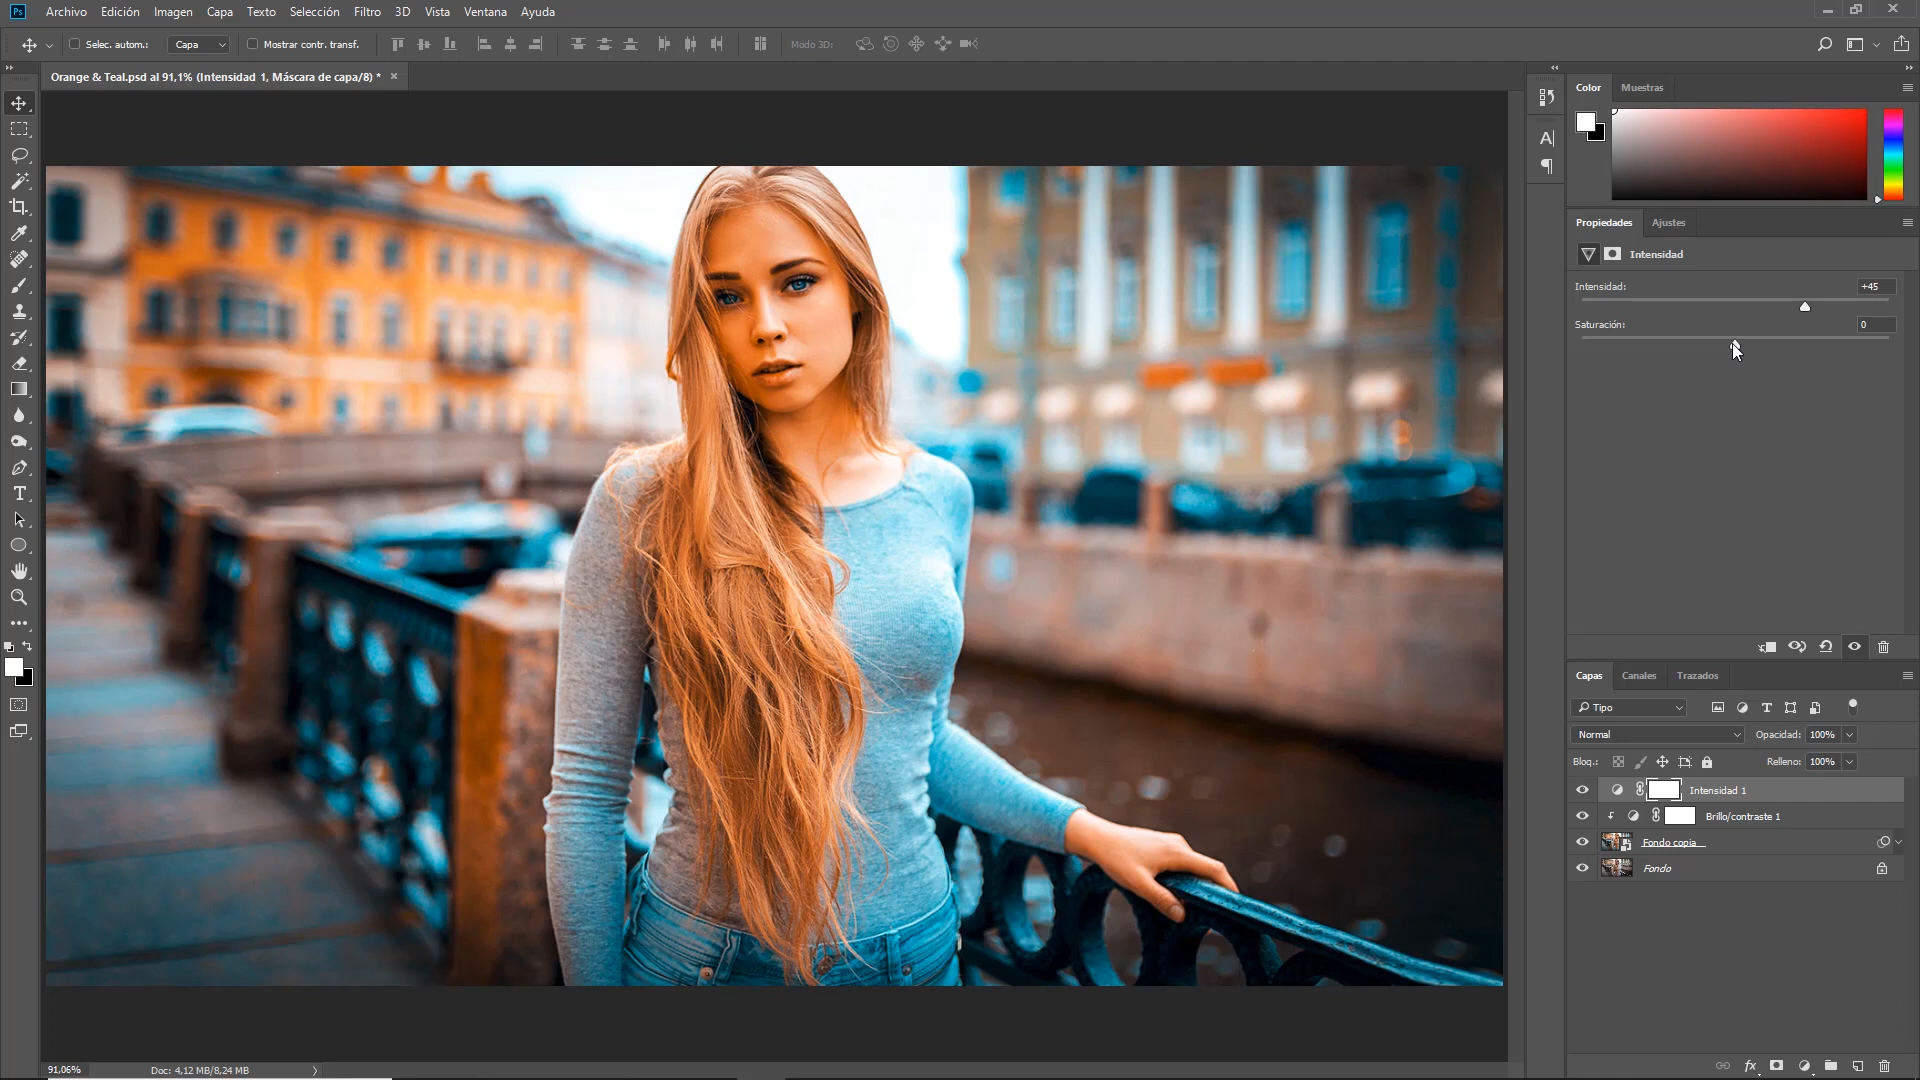 Ps Archivo Edición Imagen Capa Texto Selección Filtro 3D Vista Ventana Ayuda
Selec. autom.: Capa Mostrar contr. transf. Modo 3D:
Orange & Teal.psd al 91,1% (Intensidad 1, Máscara de capa/8) *
Color Muestras
Propiedades Ajustes
Intensidad
Intensidad: +45
Saturación: 0
Capas Canales Trazados
Tipo
Normal Opacidad: 100%
Bloq.: Relleno: 100%
Intensidad 1
Brillo/contraste 1
Fondo copia
Fondo
91,06% Doc: 4,12 MB/8,24 MB